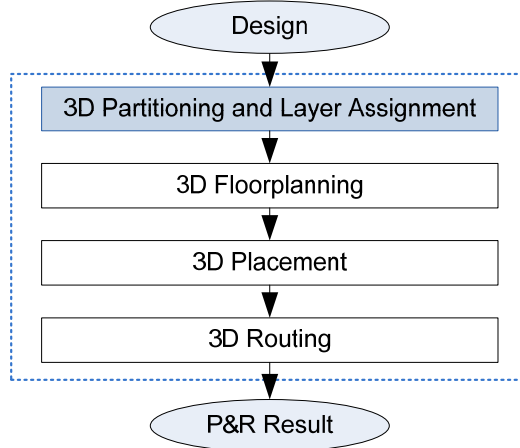 Design
3D Partitioning and Layer Assignment
3D Floorplanning
3D Placement
3D Routing
P&R Result